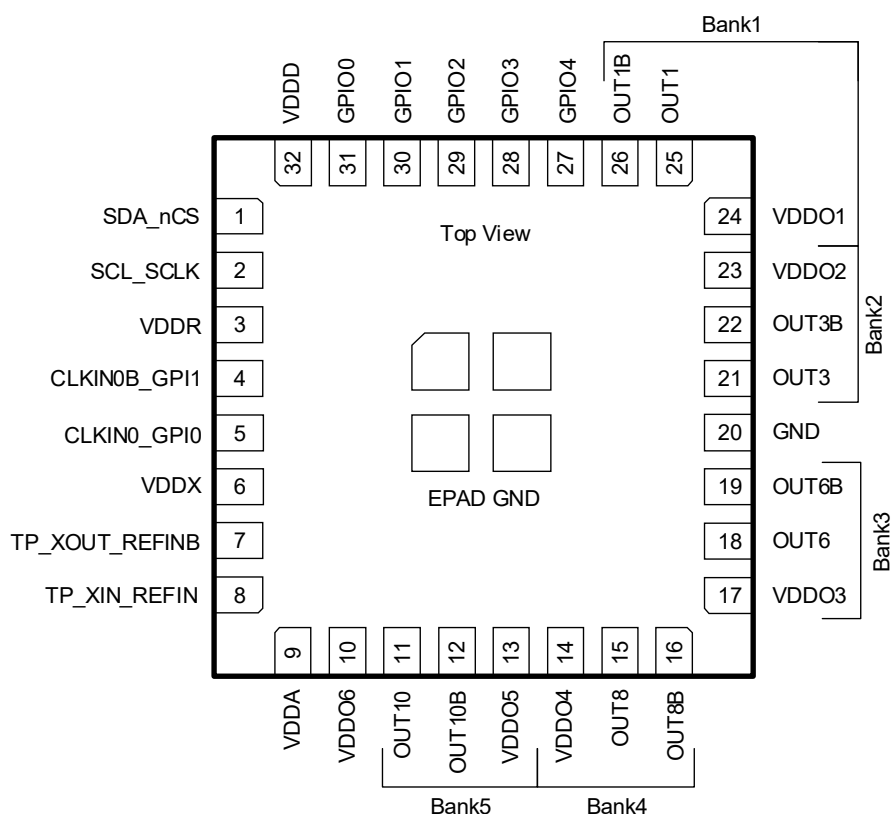 Bank1
VDDD
GPIO0
GPIO1
GPIO2
GPIO3
GPIO4
OUT1B
OUT1
32
31
30
29
28
27
26
25
SDA_nCS
1
Top View
24
VDDO1
SCL_SCLK
2
23
VDDO2
VDDR
3
22
OUT3B
Bank2
CLKIN0B_GPI1
4
21
OUT3
CLKIN0_GPI0
5
20
GND
VDDX
6
EPAD GND
19
OUT6B
TP_XOUT_REFINB
7
18
OUT6
Bank3
TP_XIN_REFIN
8
17
VDDO3
9
10
11
12
13
14
15
16
VDDA
VDDO6
OUT10
OUT10B
VDDO5
VDDO4
OUT8
OUT8B
Bank5
Bank4